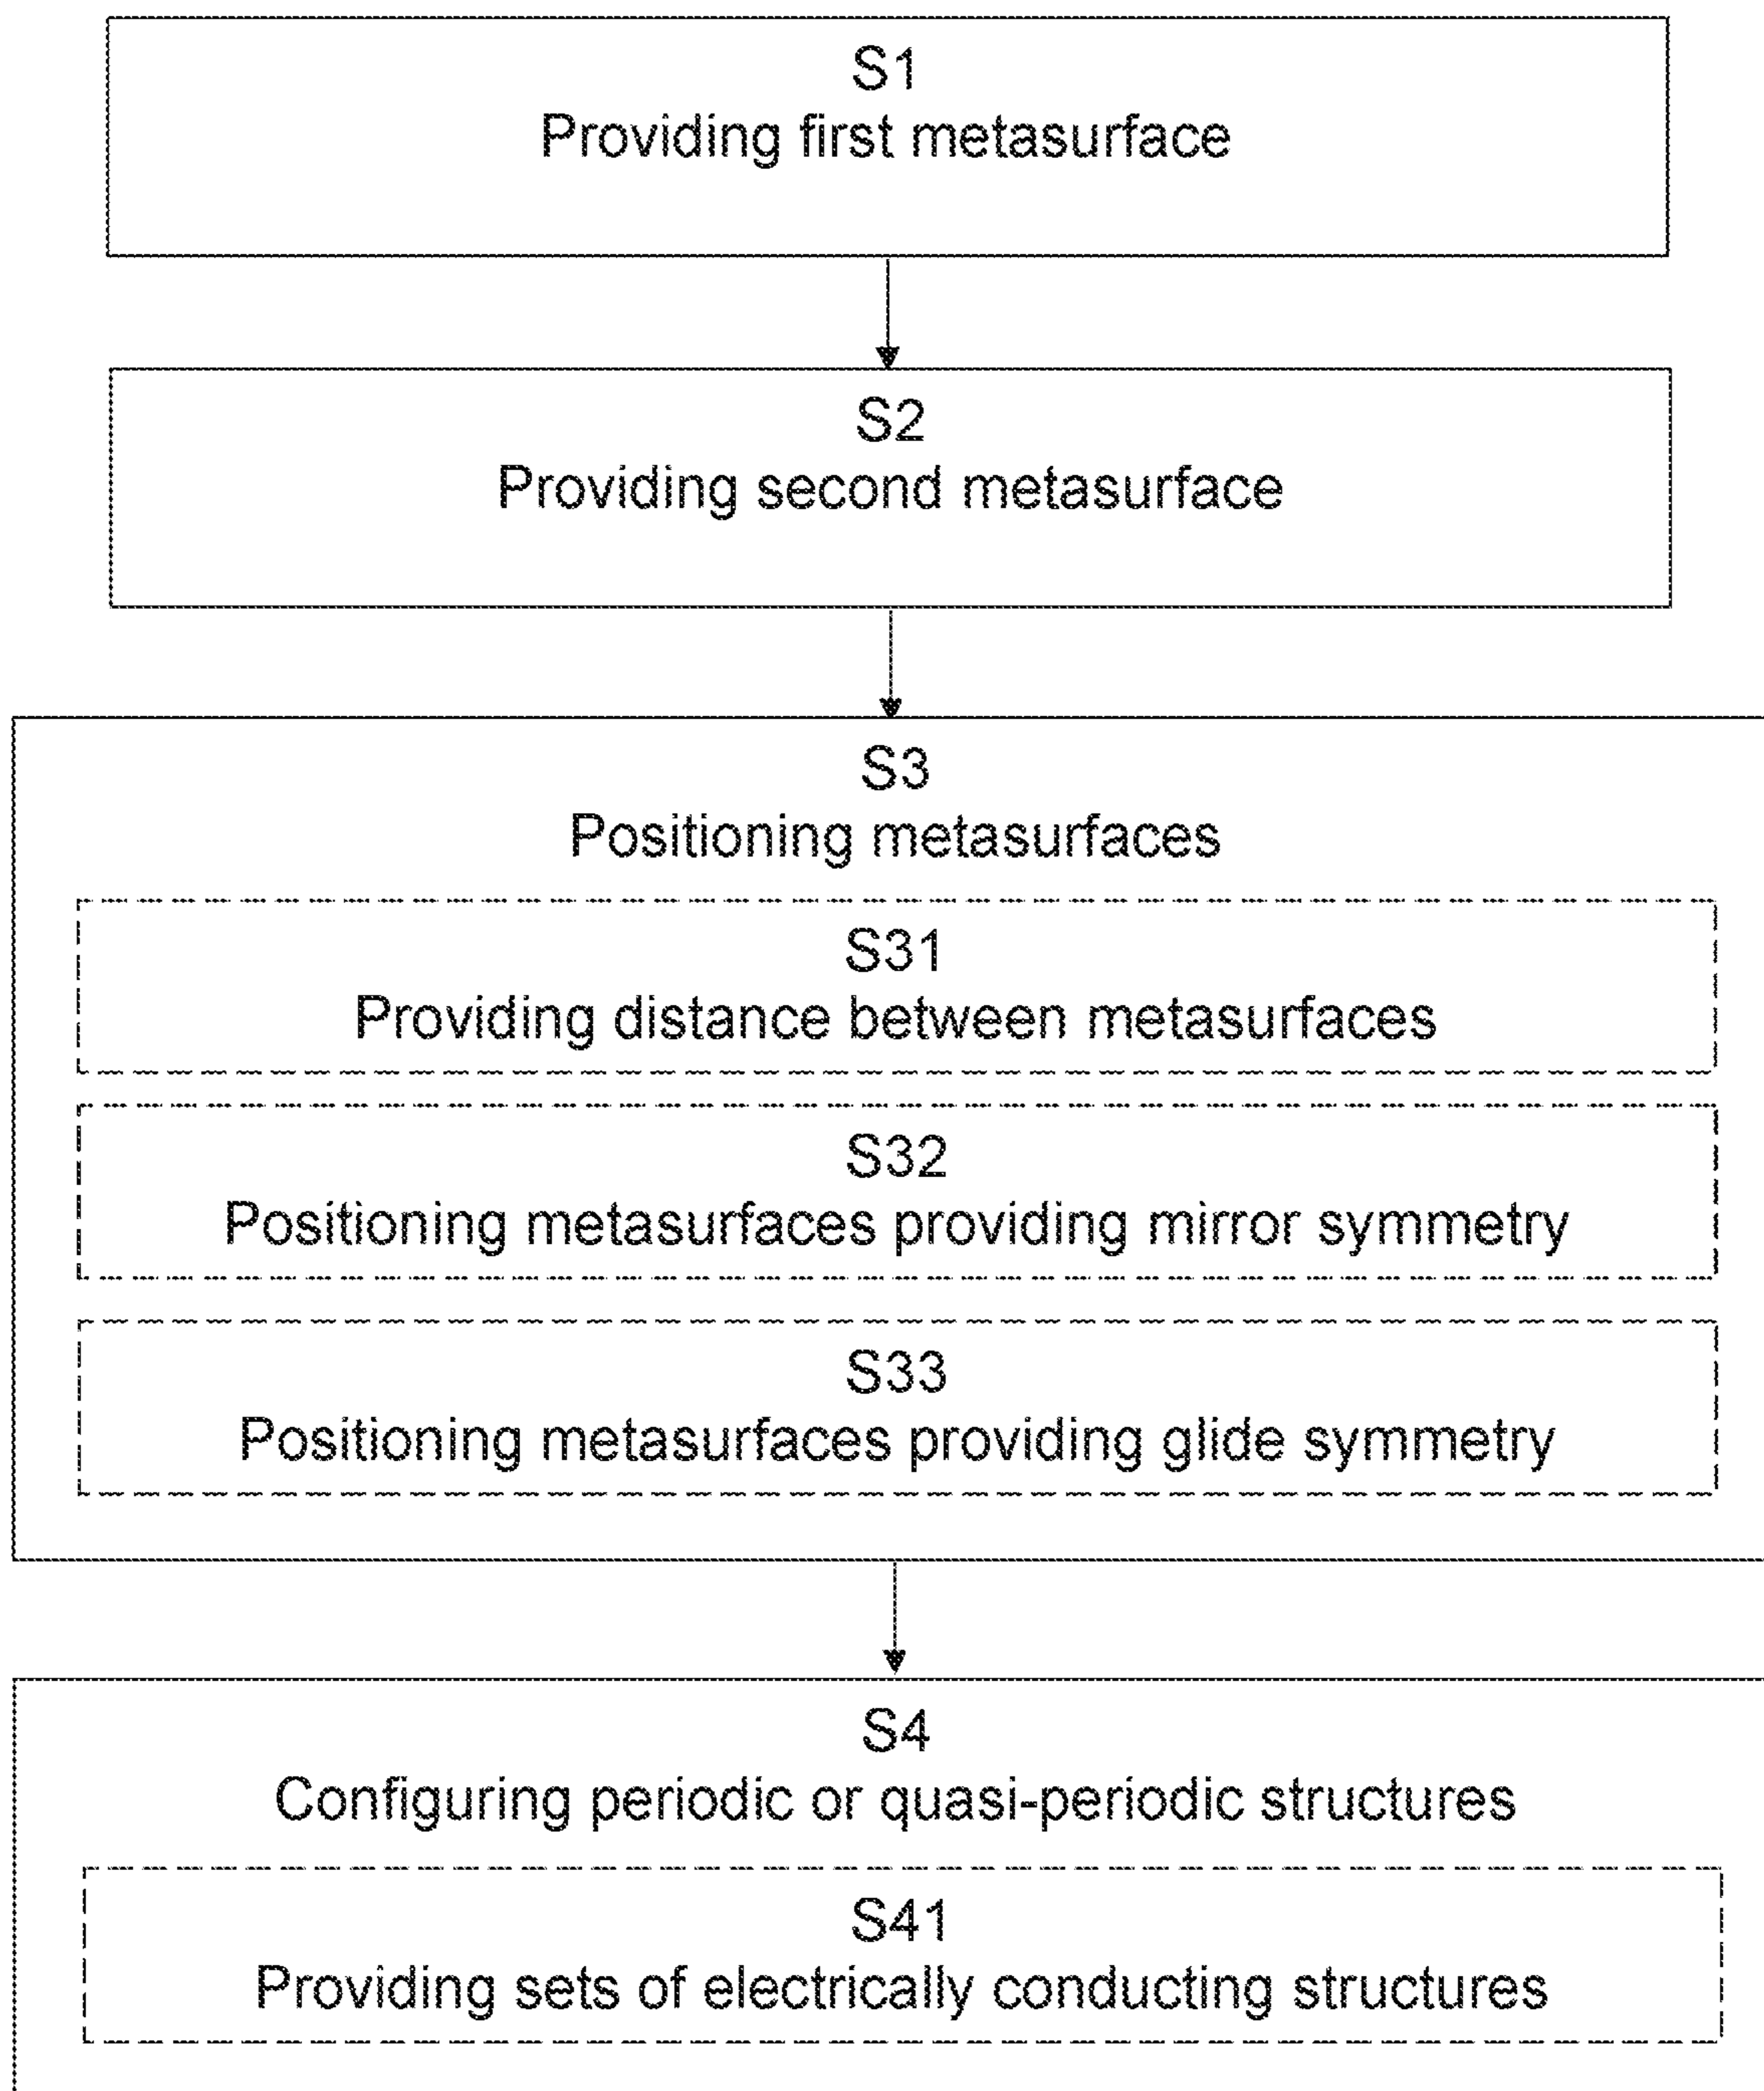 S1
Providing first metasurface
S2
Providing second metasurface
S3
Positioning metasurfaces
S31
Providing distance between metasurfaces
S32
Positioning metasurfaces providing mirror symmetry
S33
Positioning metasurfaces providing glide symmetry
S4
Configuring periodic or quasi-periodic structures
S41
Providing sets of electrically conducting structures